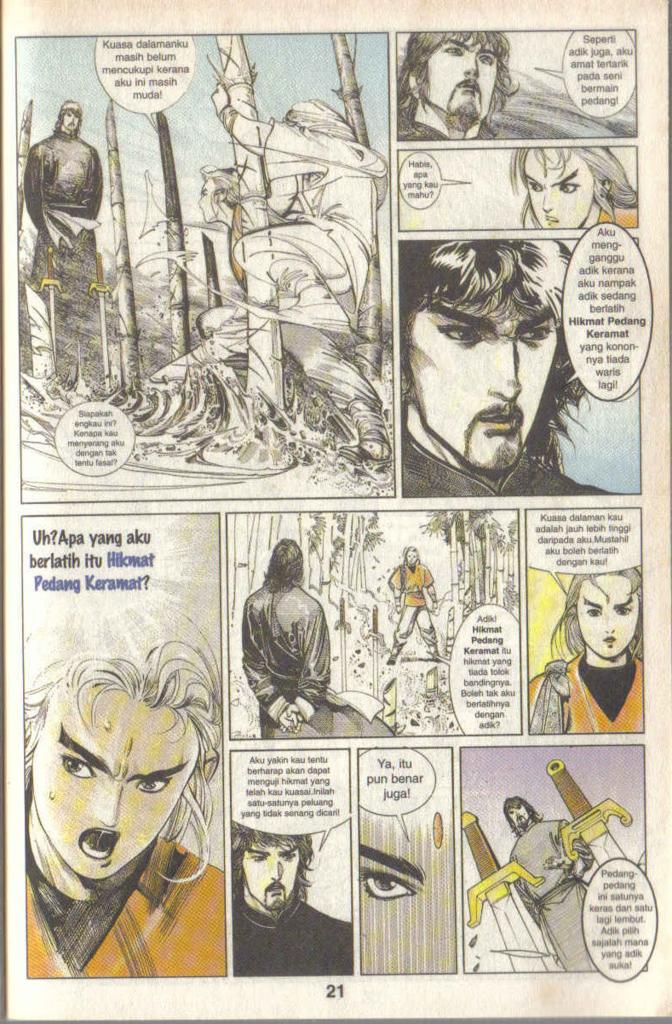 Kuasa dalamanku
masih belum
mencukupi kerana
aku ini masih
muda!
Siapakah
engkau ini?
Kenapa kau
menyerang aku
dengan tak
tentu fasal?
Seperti
adik juga, aku
amat tertarik
pada seni
bermain
pedang!
Habis,
apa
yang kau
mahu?
Aku
meng-
ganggu
adik kerana
aku nampak
adik sedang
berlatih
Hikmat Pedang
Keramat
yang konon-
nya tiada
waris
lagi!
Uh?Apa yang aku
berlatih itu Hikmat
Pedang Keramat?
Adik!
Hikmat
Pedang
Keramat itu
hikmat yang
tiada tolok
bandingnya.
Boleh tak aku
berlatihnya
dengan
adik?
Kuasa dalaman kau
adalah jauh lebih tinggi
daripada aku.Mustahil
aku boleh berlatih
dengan kau!
Aku yakin kau tentu
berharap akan dapat
menguji hikmat yang
telah kau kuasai.Inilah
satu-satunya peluang
yang tidak senang dicari!
Ya, itu
pun benar
juga!
Pedang-
pedang
ini satunya
keras dan satu
lagi lembut.
Adik pilih
sajalah mana
yang adik
suka!
21